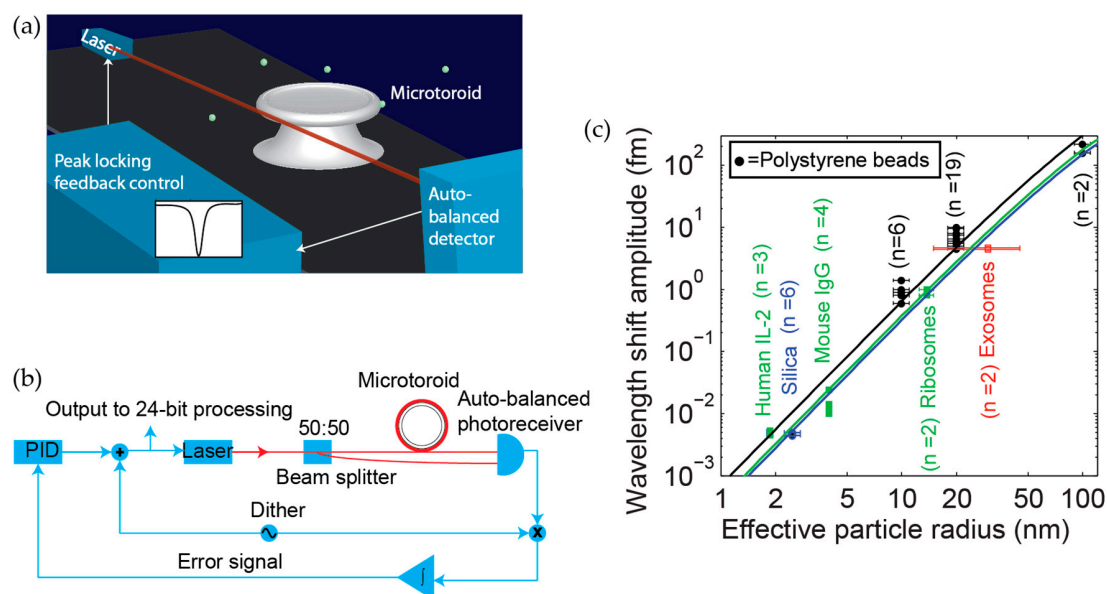 (a)
Laser
Microtoroid
Peak locking
feedback control
Auto-
balanced
detector
(b)
Output to 24-bit processing
Microtoroid
Auto-balanced
photoreceiver
50:50
PID
+
Laser
Beam splitter
Dither
x
Error signal
∫
(c)
Wavelength shift amplitude (fm)
10²
10¹
10⁰
10⁻¹
10⁻²
10⁻³
●=Polystyrene beads
Human IL-2 (n =3)
Silica (n =6)
Mouse IgG (n =4)
(n=6)
(n =19)
(n =2)
(n =2) Ribosomes
(n =2) Exosomes
1 2 5 10 20 50 100
Effective particle radius (nm)